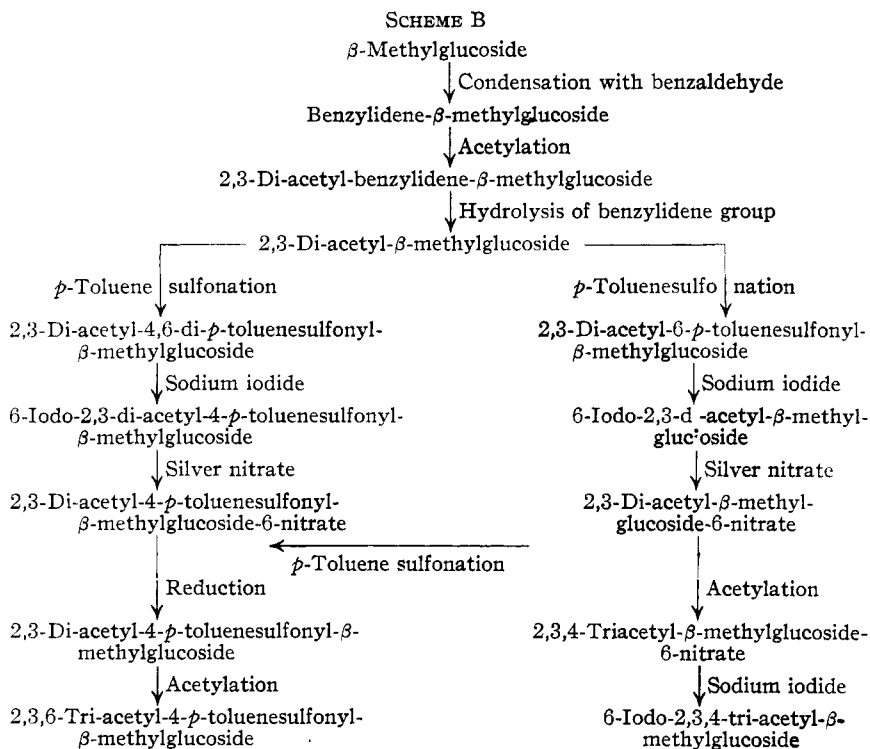 SCHEME B
β-Methylglucoside
Condensation with benzaldehyde
Benzylidene-β-methylglucoside
Acetylation
2,3-Di-acetyl-benzylidene-β-methylglucoside
Hydrolysis of benzylidene group
2,3-Di-acetyl-β-methylglucoside
p-Toluene sulfonation
p-Toluenesulfo nation
2,3-Di-acetyl-4,6-di-p-toluenesulfonyl-
β-methylglucoside
2,3-Di-acetyl-6-p-toluenesulfonyl-
β-methylglucoside
Sodium iodide
Sodium iodide
6-Iodo-2,3-di-acetyl-4-p-toluenesulfonyl-
β-methylglucoside
6-Iodo-2,3-d -acetyl-β-methyl-
gluc:oside
Silver nitrate
Silver nitrate
2,3-Di-acetyl-4-p-toluenesulfonyl-
β-methylglucoside-6-nitrate
2,3-Di-acetyl-β-methyl-
glucoside-6-nitrate
p-Toluene sulfonation
Reduction
Acetylation
2,3-Di-acetyl-4-p-toluenesulfonyl-β-
methylglucoside
2,3,4-Triacetyl-β-methylglucoside-
6-nitrate
Acetylation
Sodium iodide
2,3,6-Tri-acetyl-4-p-toluenesulfonyl-
β-methylglucoside
6-Iodo-2,3,4-tri-acetyl-β-
methylglucoside